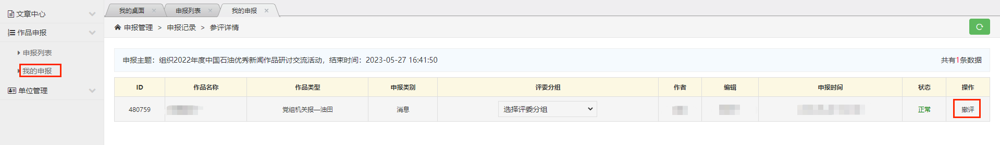 文章中心
作品申报
申报列表
我的申报
单位管理
我的桌面 × 申报列表 × 我的申报 ×
申报管理 > 申报记录 > 参评详情
申报主题：组织2022年度中国石油优秀新闻作品研讨交流活动，结束时间：2023-05-27 16:41:50 共有1条数据
ID 作品名称 作品类型 申报类别 评委分组 作者 编辑 申报时间 状态 操作
480759 党组机关报—油田 消息 选择评委分组 正常 撤评